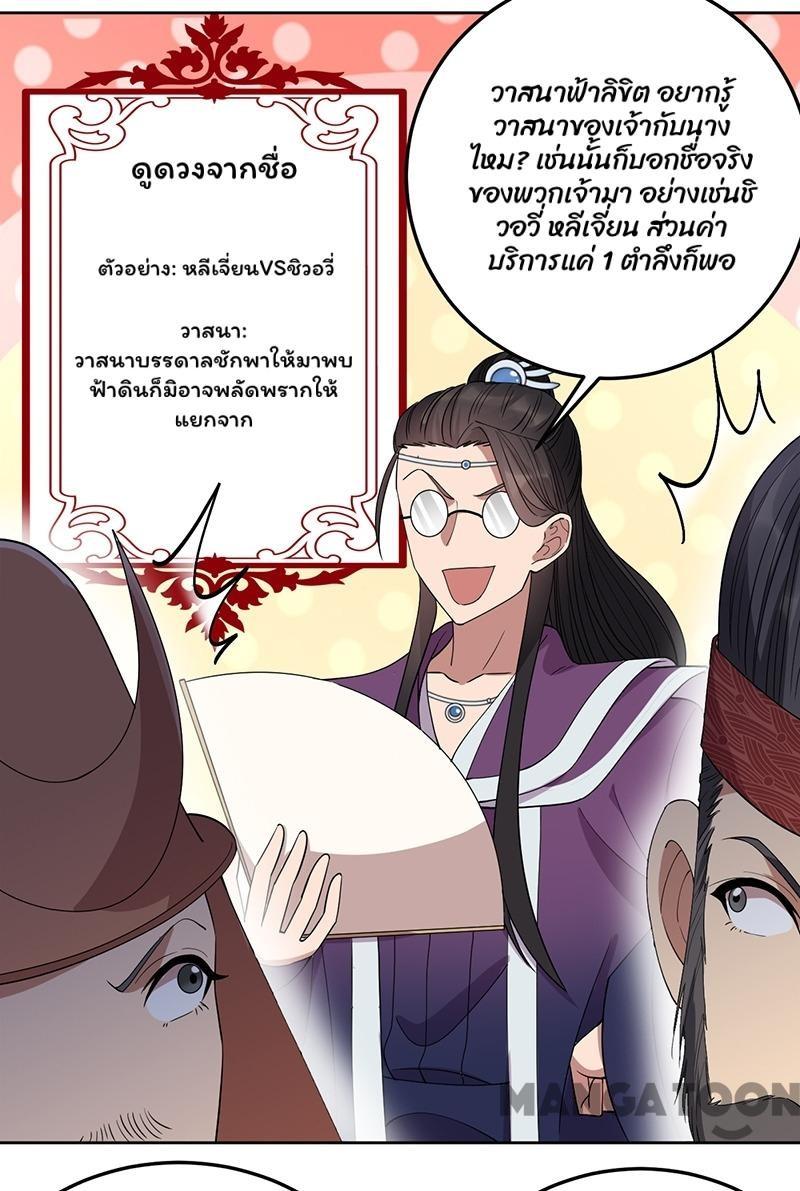 ดูดวงจากชื่อ
ตัวอย่าง: หลีเจี่ยนVSชิวอวี่
วาสนา:
วาสนาบรรดาลชักพาให้มาพบ
ฟ้าดินก็มิอาจพลัดพรากให้
แยกจาก
วาสนาฟ้าลิขิต อยากรู้
วาสนาของเจ้ากับนาง
ไหม? เช่นนั้นก็บอกชื่อจริง
ของพวกเจ้ามา อย่างเช่นชิ
วอวี่ หลีเจี่ยน ส่วนค่า
บริการแค่ 1 ตำลึงก็พอ
MANGATOON